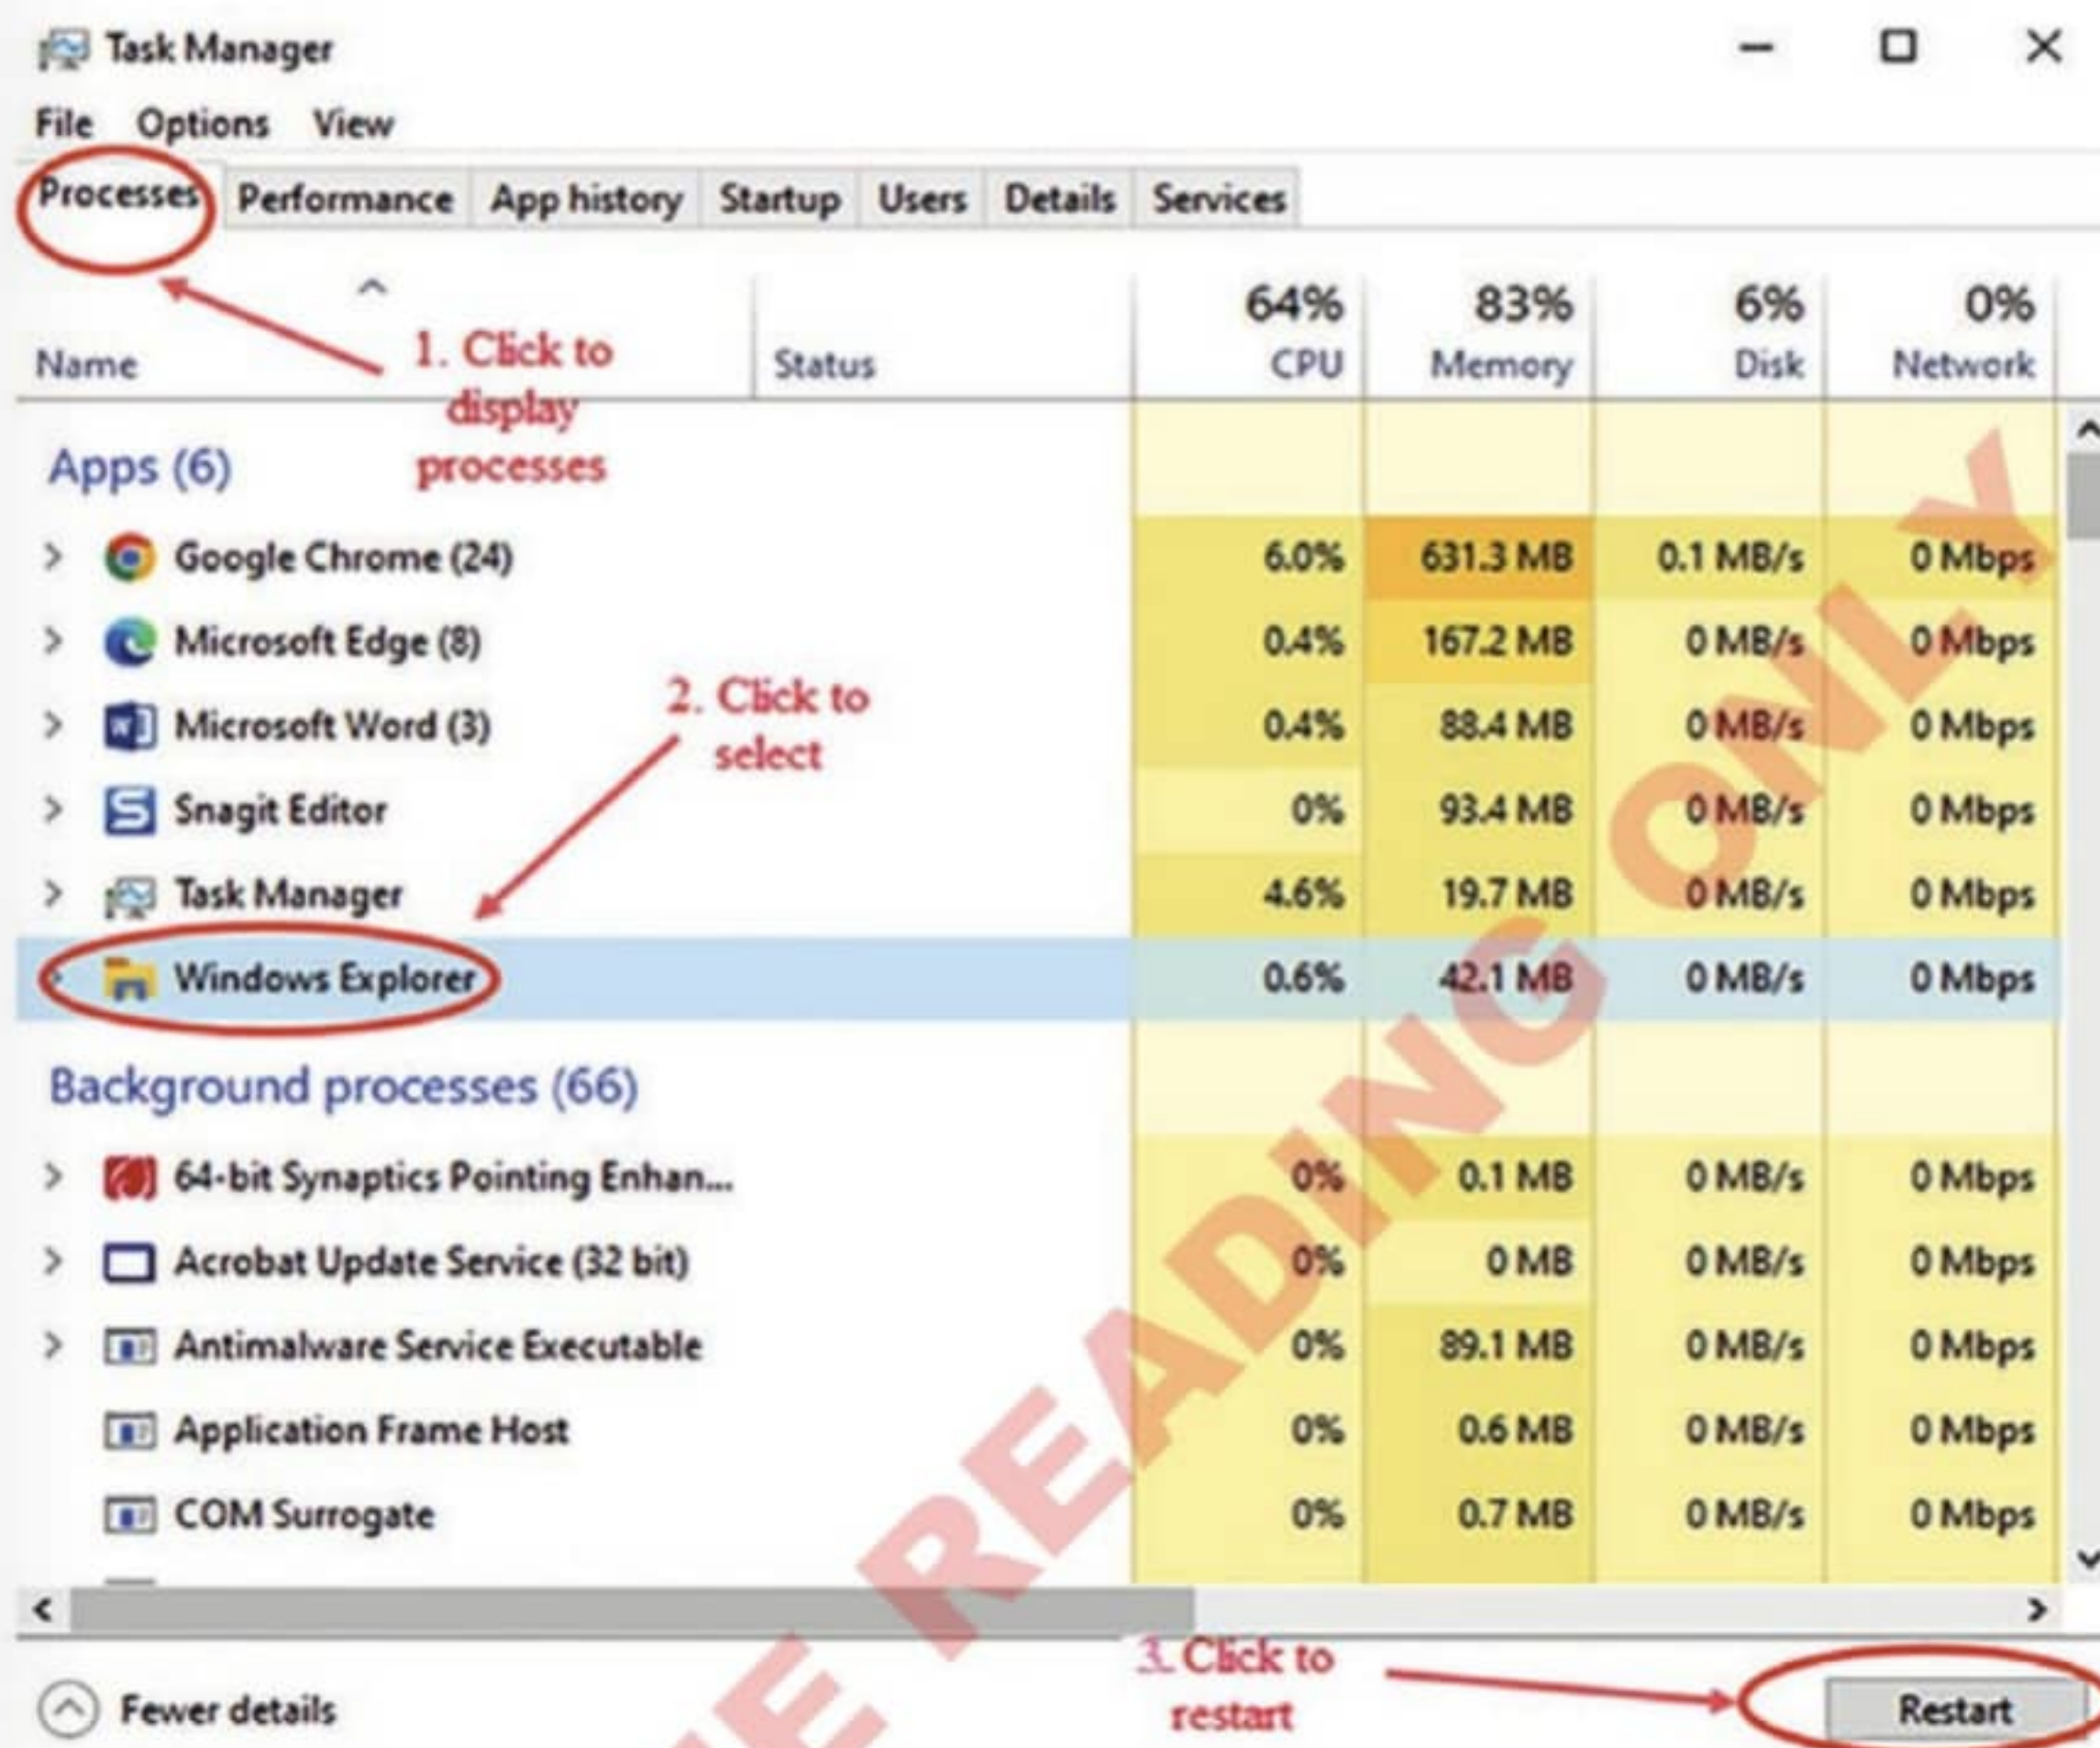 Task Manager
File Options View
Processes Performance App history Startup Users Details Services
64% 83% 6% 0%
Name Status CPU Memory Disk Network
1. Click to
display
processes
Apps (6)
Google Chrome (24) 6.0% 631.3 MB 0.1 MB/s 0 Mbps
Microsoft Edge (8) 0.4% 167.2 MB 0 MB/s 0 Mbps
2. Click to
select
Microsoft Word (3) 0.4% 88.4 MB 0 MB/s 0 Mbps
Snagit Editor 0% 93.4 MB 0 MB/s 0 Mbps
Task Manager 4.6% 19.7 MB 0 MB/s 0 Mbps
Windows Explorer 0.6% 42.1 MB 0 MB/s 0 Mbps
Background processes (66)
64-bit Synaptics Pointing Enhan... 0% 0.1 MB 0 MB/s 0 Mbps
Acrobat Update Service (32 bit) 0% 0 MB 0 MB/s 0 Mbps
Antimalware Service Executable 0% 89.1 MB 0 MB/s 0 Mbps
Application Frame Host 0% 0.6 MB 0 MB/s 0 Mbps
COM Surrogate 0% 0.7 MB 0 MB/s 0 Mbps
3. Click to
restart
Fewer details Restart
READING ONLY